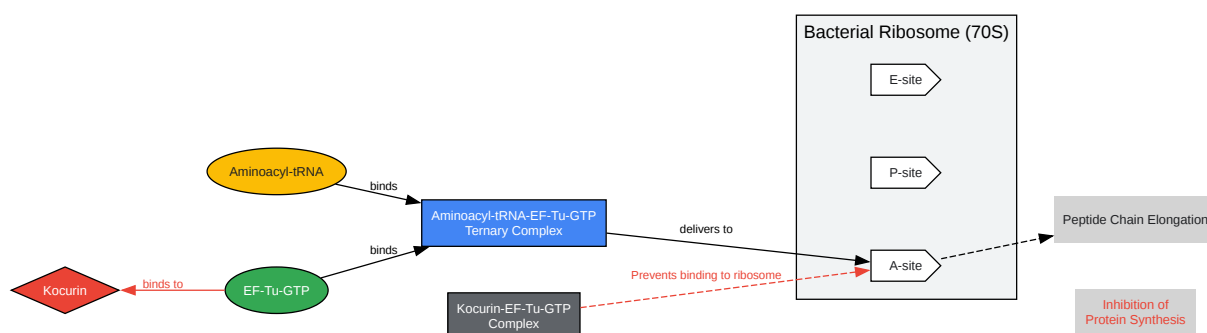 Bacterial Ribosome (70S)
E-site
P-site
A-site
Aminoacyl-tRNA
binds
Aminoacyl-tRNA-EF-Tu-GTP
Ternary Complex
delivers to
Peptide Chain Elongation
binds
Kocurin
binds to
EF-Tu-GTP
Prevents binding to ribosome
Kocurin-EF-Tu-GTP
Complex
Inhibition of
Protein Synthesis